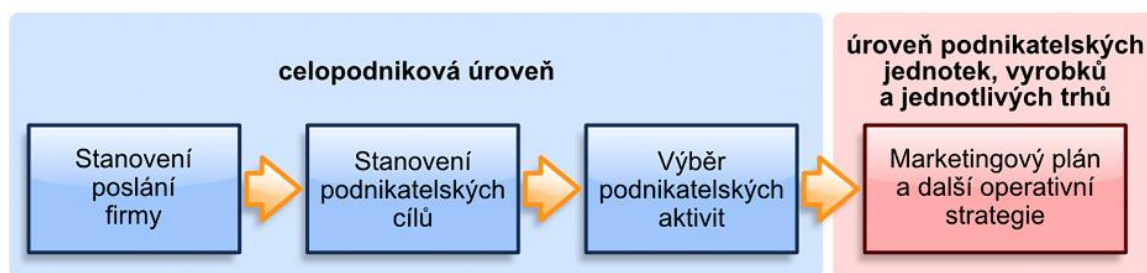 celopodniková úroveň
Stanovení
poslání
firmy
Stanovení
podnikatelských
cílů
Výběr
podnikatelských
aktivit
úroveň podnikatelských
jednotek, vyrobků
a jednotlivých trhů
Marketingový plán
a další operativní
strategie